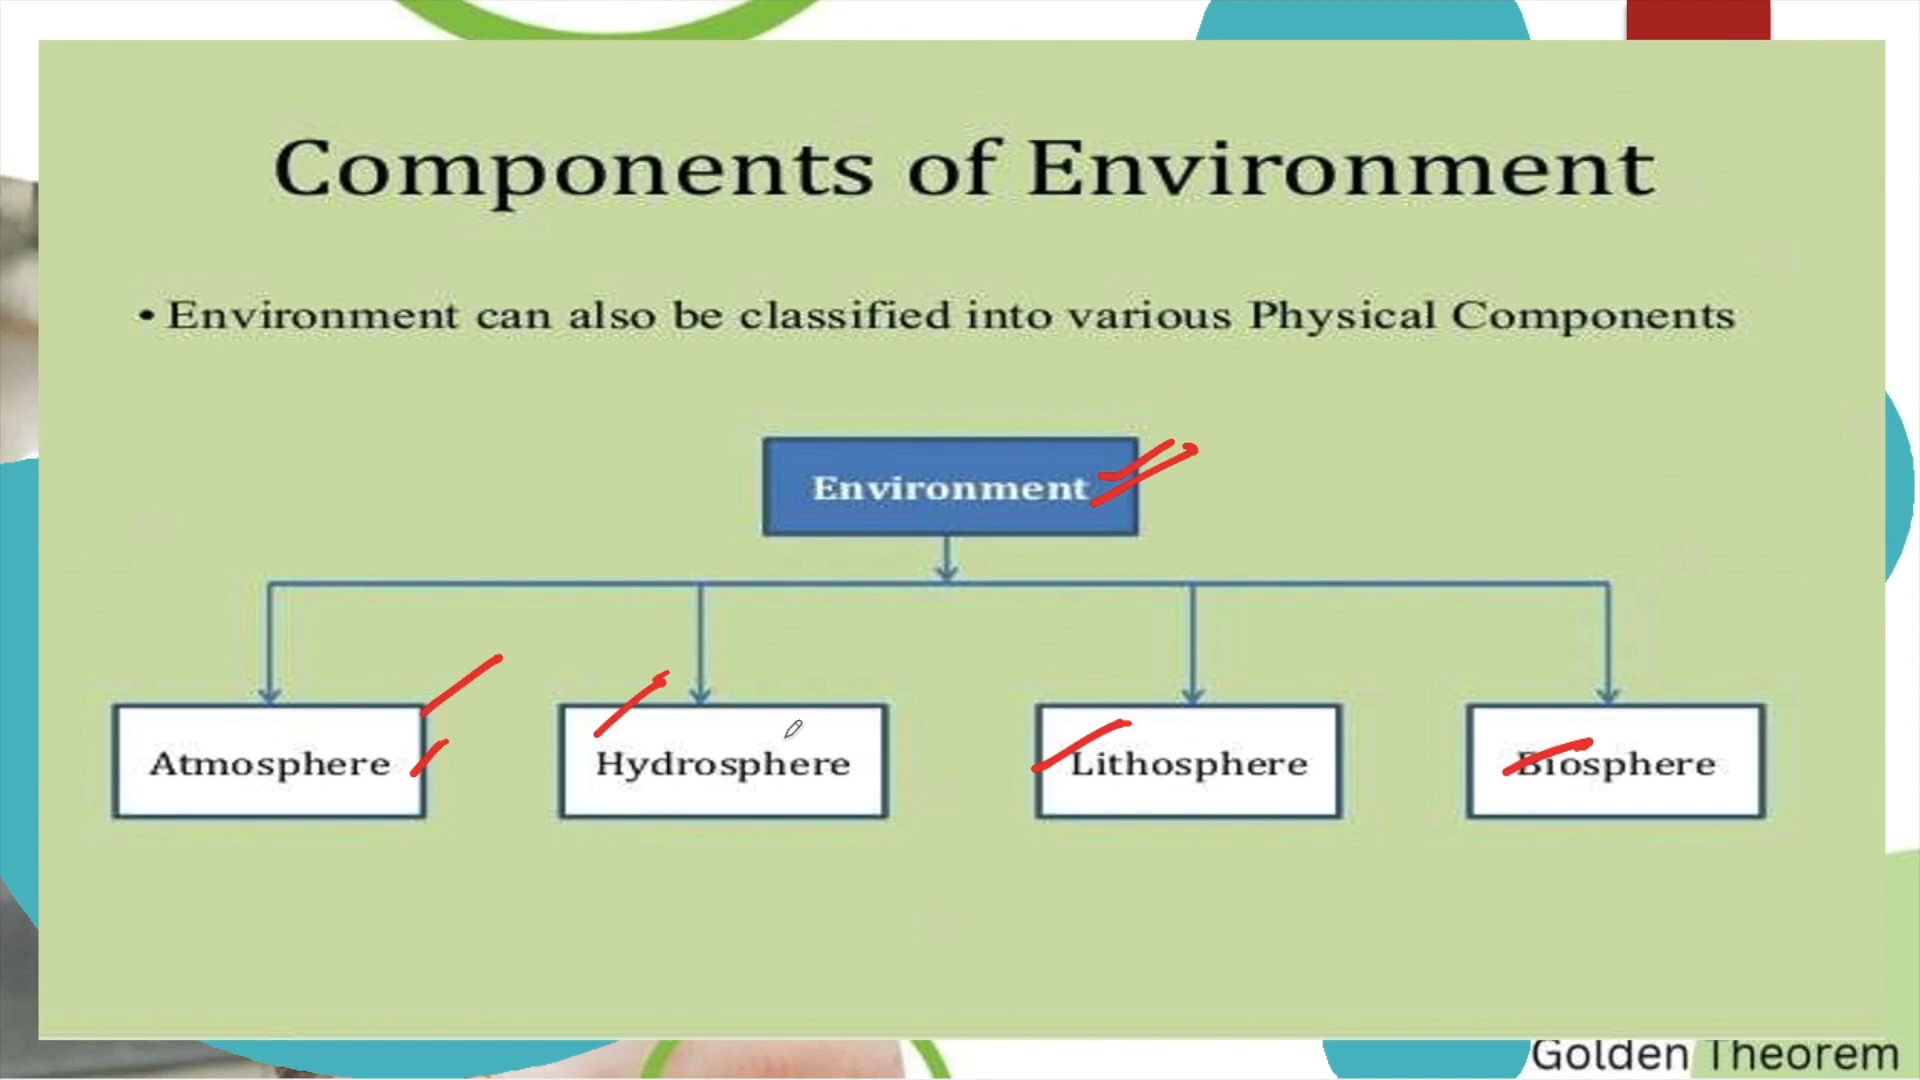 Components of Environment
• Environment can also be classified into various Physical Components
Environment
Atmosphere
Hydrosphere
Lithosphere
Biosphere
Golden Theorem